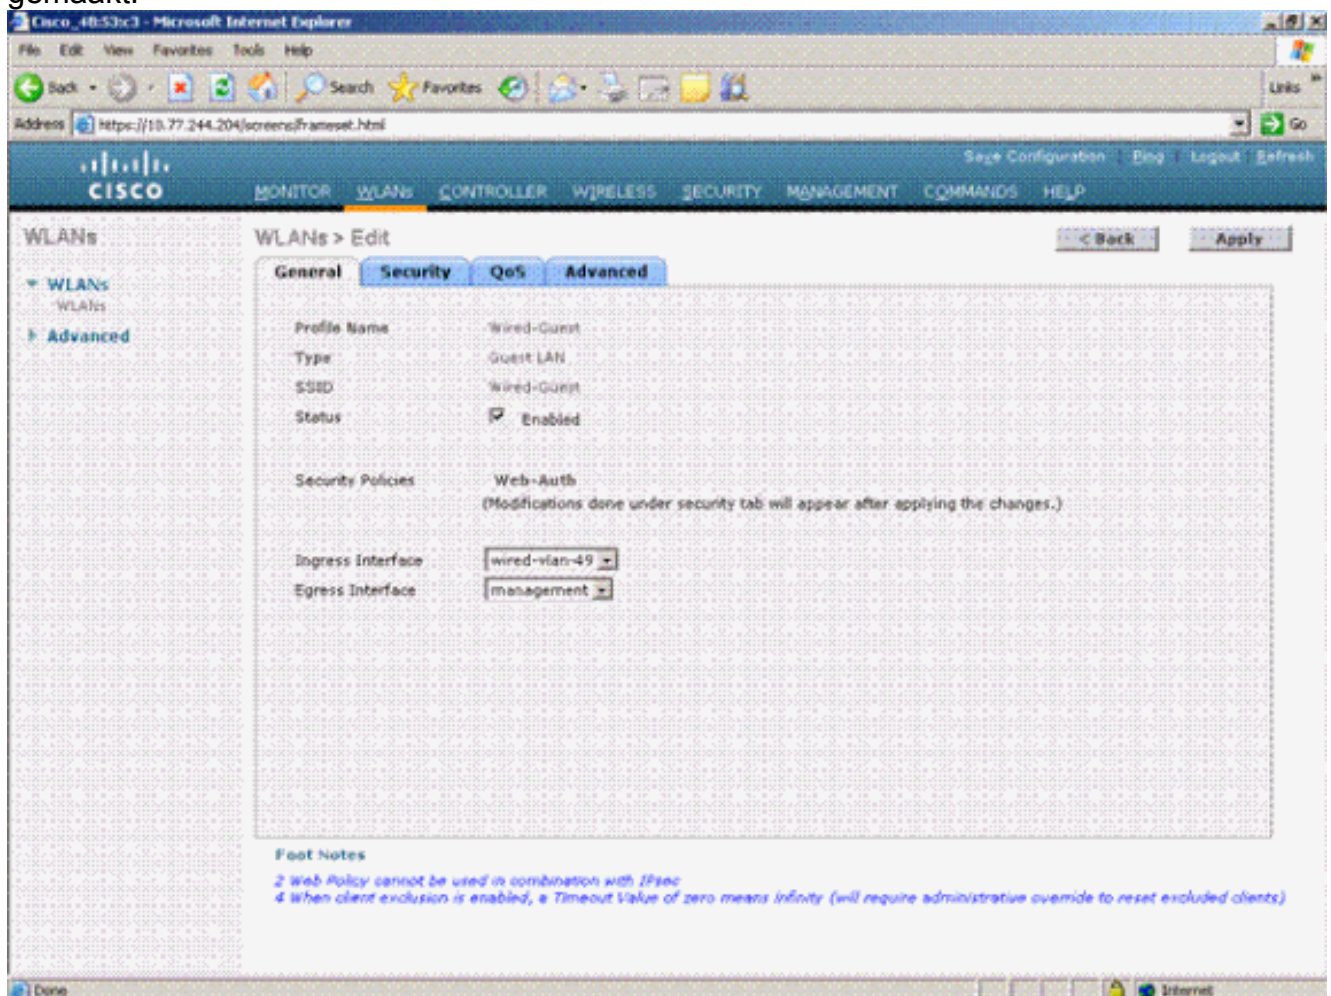 gemaakt.
Cisco_48:53:c3 - Microsoft Internet Explorer
File Edit View Favorites Tools Help
Back Search Favorites Links
Address https://10.77.244.204/screens/frameset.html Go
Save Configuration Ping Logout Refresh
CISCO MONITOR WLANs CONTROLLER WIRELESS SECURITY MANAGEMENT COMMANDS HELP
WLANs
WLANs
WLANs
Advanced
WLANs > Edit < Back Apply
General Security QoS Advanced
Profile Name Wired-Guest
Type Guest LAN
SSID Wired-Guest
Status Enabled
Security Policies Web-Auth
(Modifications done under security tab will appear after applying the changes.)
Ingress Interface wired-vlan-49
Egress Interface management
Foot Notes
2 Web Policy cannot be used in combination with IPsec
4 When client exclusion is enabled, a Timeout Value of zero means infinity (will require administrative override to reset excluded clients)
Done Internet